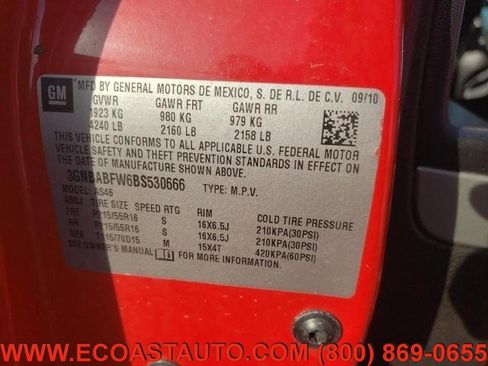 GM MFD BY GENERAL MOTORS DE MEXICO, S. DE R.L. DE C.V. 09/10
GVWR GAWR FRT GAWR RR
1923 KG 980 KG 979 KG
4240 LB 2160 LB 2158 LB
THIS VEHICLE CONFORMS TO ALL APPLICABLE U.S. FEDERAL MOTOR
VEHICLE SAFETY AND THEFT PREVENTION STANDARDS IN EFFECT ON THE
DATE OF MANUFACTURE SHOWN ABOVE.
3GNBABFW6BS530666 TYPE: M.P.V.
AS46
TIRE SIZE SPEED RTG RIM COLD TIRE PRESSURE
FRT P215/55R16 S 16X6.5J 210KPA(30PSI)
RR P215/55R16 S 16X6.5J 210KPA(30PSI)
SPA T115/70D15 M 15X4T 420KPA(60PSI)
SEE OWNER'S MANUAL FOR MORE INFORMATION.
WWW.ECOASTAUTO.COM (800) 869-0655